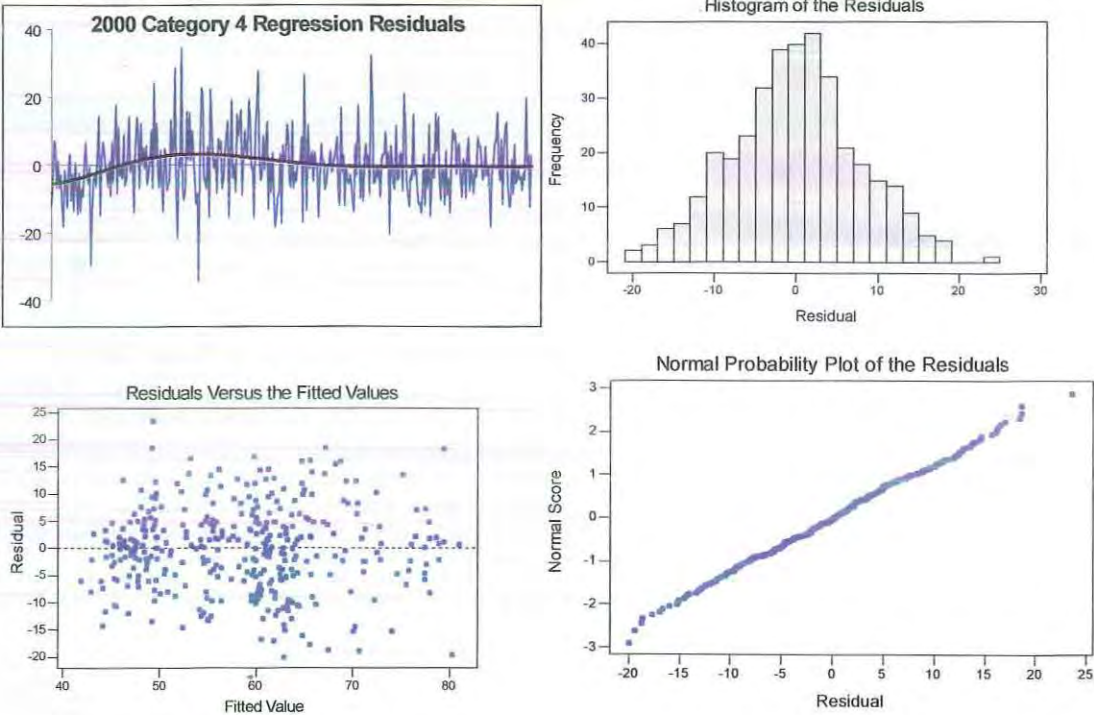 2000 Category 4 Regression Residuals
40
20
0
-20
-40
Histogram of the Residuals
40
30
20
10
0
Frequency
-20 -10 0 10 20 30
Residual
Residuals Versus the Fitted Values
25
20
15
10
5
0
-5
-10
-15
-20
Residual
40 50 60 70 80
Fitted Value
Normal Probability Plot of the Residuals
3
2
1
0
-1
-2
-3
Normal Score
-20 -15 -10 -5 0 5 10 15 20 25
Residual